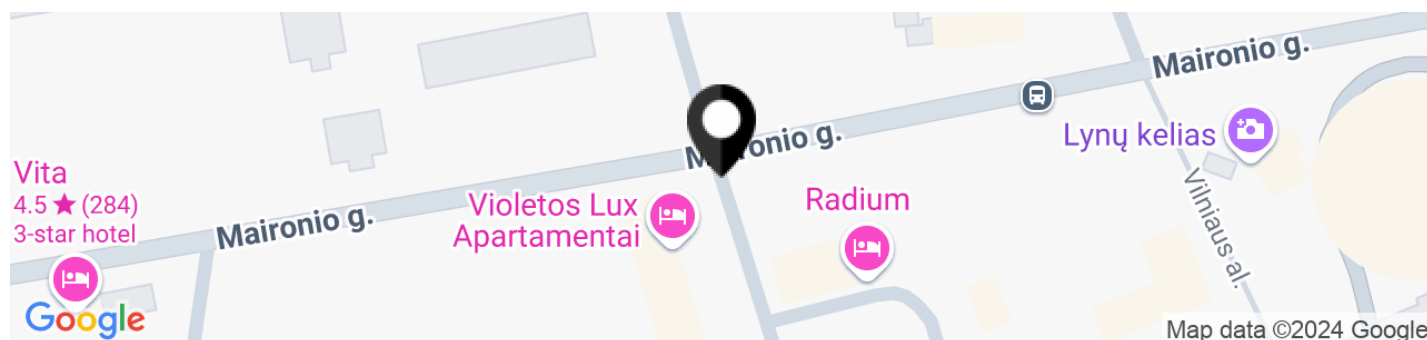 Maironio g.
Lynų kelias
Maironio g.
Vita
4.5 ★ (284)
3-star hotel
Violetos Lux
Apartamentai
Radium
Vilniaus al.
Maironio g.
Google
Map data ©2024 Google